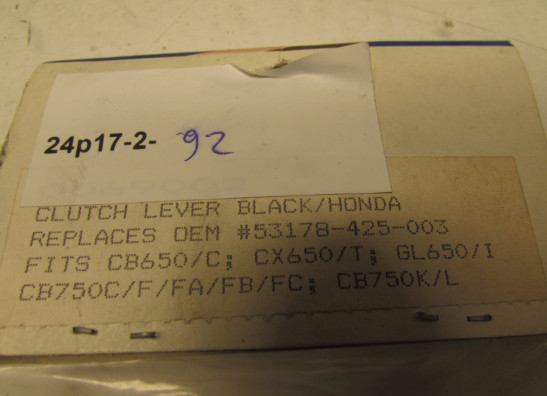 24p17-2- 92
CLUTCH LEVER BLACK/HONDA
REPLACES OEM #53178-425-003
FITS CB650/C; CX650/T; GL650/I
CB750C/F/FA/FB/FC; CB750K/L